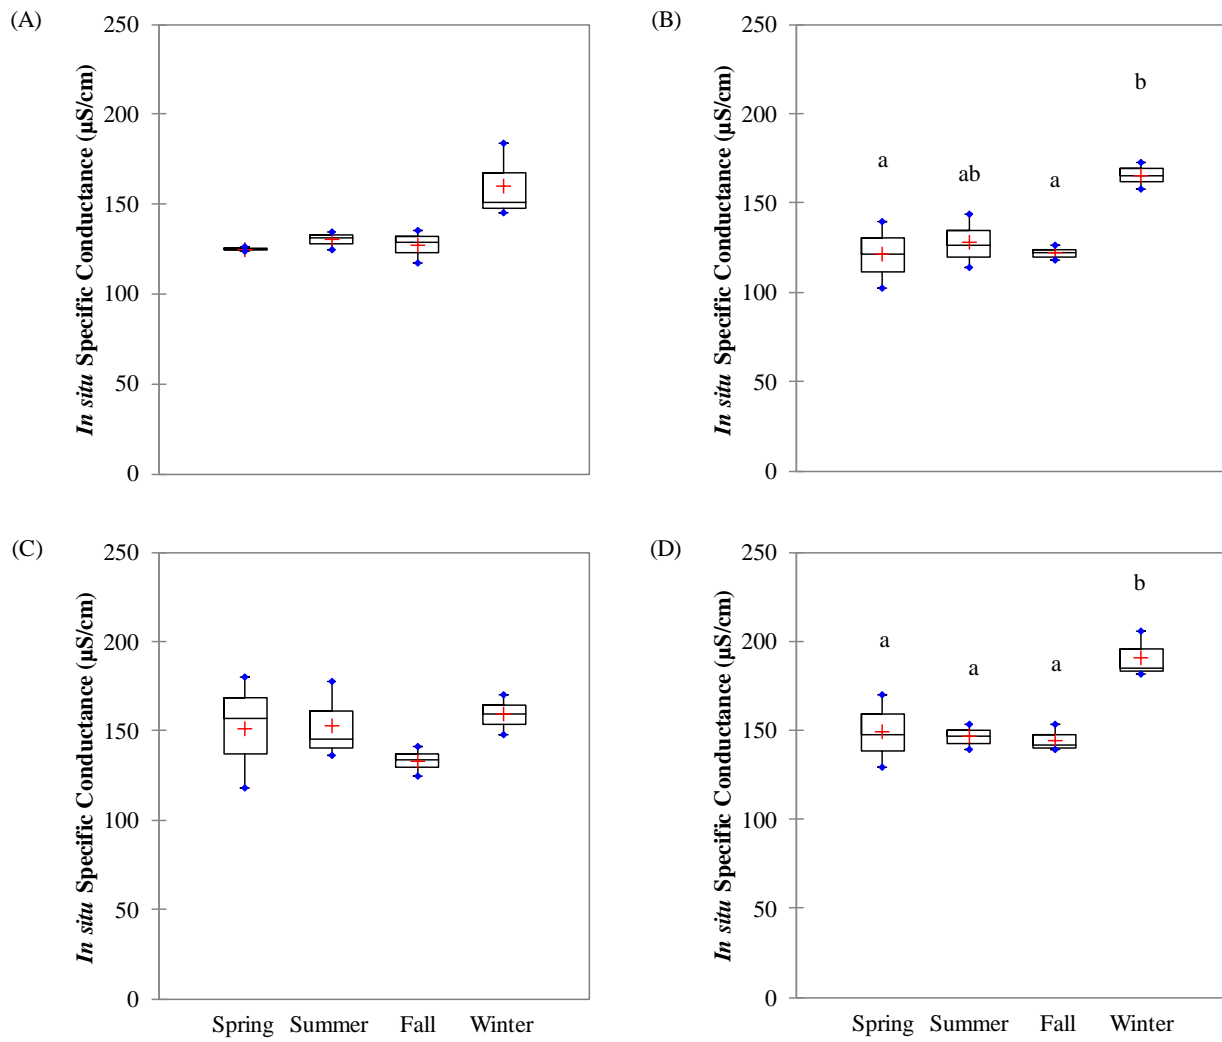 (A)
In situ Specific Conductance (µS/cm)
250
200
150
100
50
0
(B)
In situ Specific Conductance (µS/cm)
250
200
150
100
50
0
a
ab
a
b
(C)
In situ Specific Conductance (µS/cm)
250
200
150
100
50
0
Spring Summer Fall Winter
(D)
In situ Specific Conductance (µS/cm)
250
200
150
100
50
0
a
a
a
b
Spring Summer Fall Winter